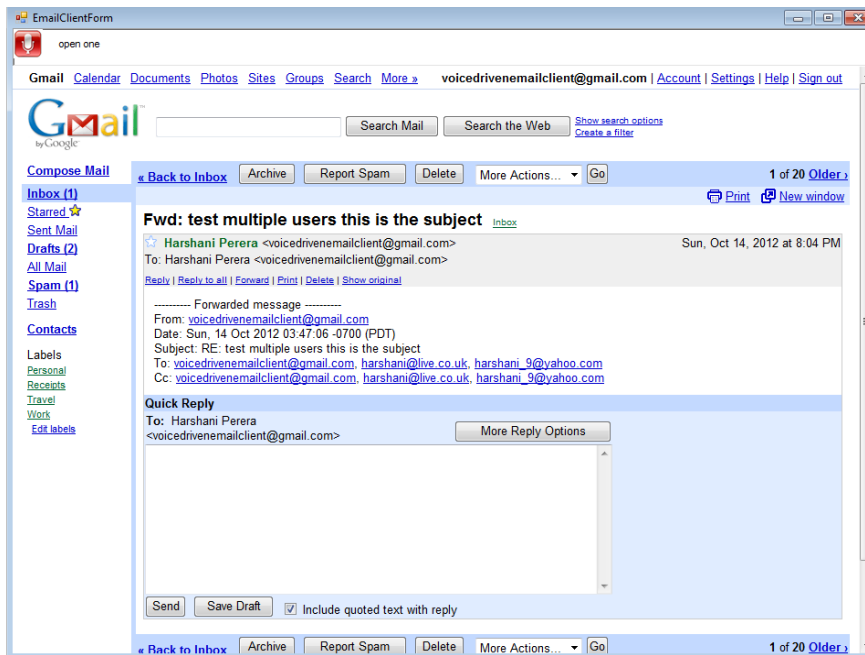 EmailClientForm
open one
Gmail Calendar Documents Photos Sites Groups Search More » voicedrivenemailclient@gmail.com | Account | Settings | Help | Sign out
Gmail™
by Google
Search Mail Search the Web Show search options
Create a filter
Compose Mail
Inbox (1)
Starred
Sent Mail
Drafts (2)
All Mail
Spam (1)
Trash
Contacts
Labels
Personal
Receipts
Travel
Work
Edit labels
« Back to Inbox Archive Report Spam Delete More Actions... Go 1 of 20 Older ›
Print New window
Fwd: test multiple users this is the subject Inbox
Harshani Perera <voicedrivenemailclient@gmail.com> Sun, Oct 14, 2012 at 8:04 PM
To: Harshani Perera <voicedrivenemailclient@gmail.com>
Reply | Reply to all | Forward | Print | Delete | Show original
---------- Forwarded message ----------
From: voicedrivenemailclient@gmail.com
Date: Sun, 14 Oct 2012 03:47:06 -0700 (PDT)
Subject: RE: test multiple users this is the subject
To: voicedrivenemailclient@gmail.com, harshani@live.co.uk, harshani_9@yahoo.com
Cc: voicedrivenemailclient@gmail.com, harshani@live.co.uk, harshani_9@yahoo.com
Quick Reply
To: Harshani Perera
<voicedrivenemailclient@gmail.com>
More Reply Options
Send Save Draft Include quoted text with reply
« Back to Inbox Archive Report Spam Delete More Actions... Go 1 of 20 Older ›